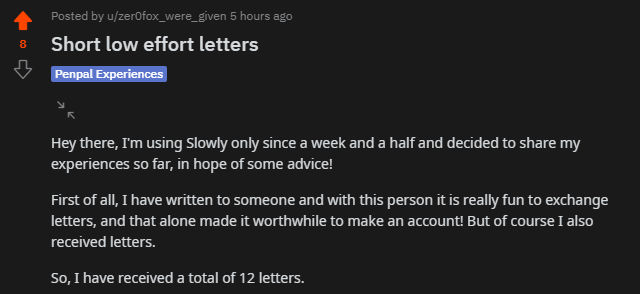 Posted by u/zer0fox_were_given 5 hours ago
8
Short low effort letters
Penpal Experiences
Hey there, I'm using Slowly only since a week and a half and decided to share my
experiences so far, in hope of some advice!
First of all, I have written to someone and with this person it is really fun to exchange
letters, and that alone made it worthwhile to make an account! But of course I also
received letters.
So, I have received a total of 12 letters.